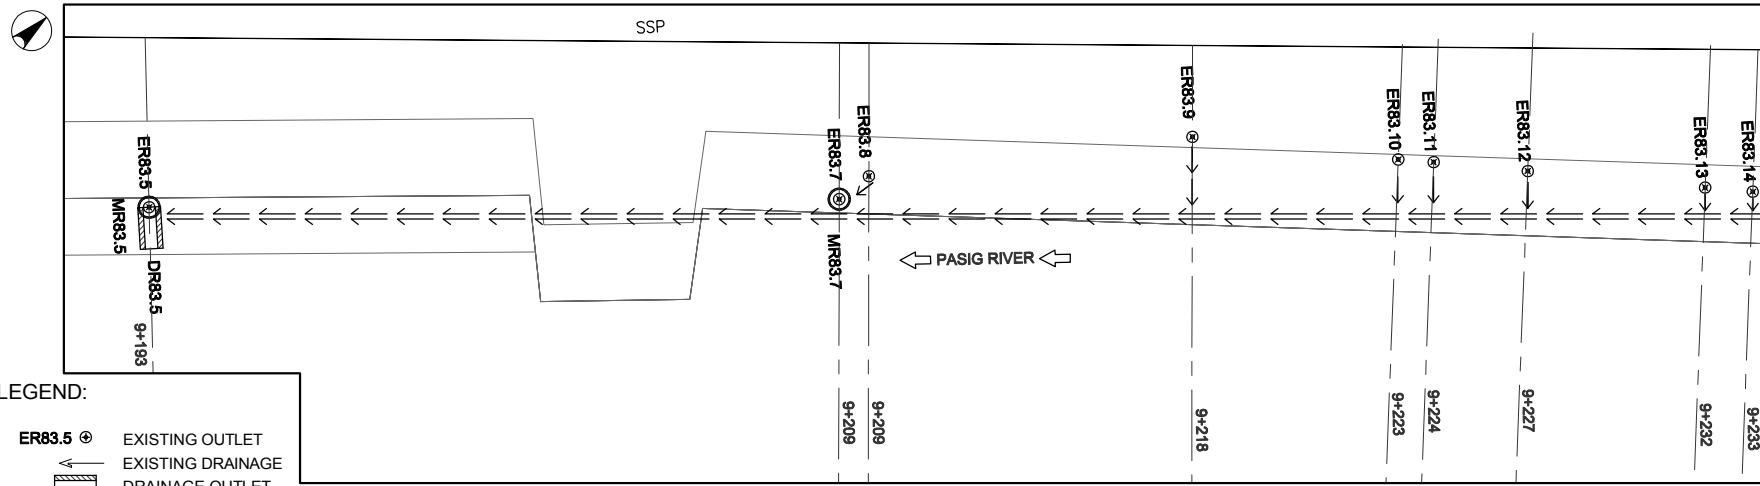 SSP
ER83.5
MR83.5
DR83.5
9+193
ER83.7
MR83.7
9+209
ER83.8
9+209
PASIG RIVER
ER83.9
9+218
ER83.10
9+223
ER83.11
9+224
ER83.12
9+227
ER83.13
9+232
ER83.14
9+233
LEGEND:
ER83.5 EXISTING OUTLET
EXISTING DRAINAGE
DRAINAGE OUTLET